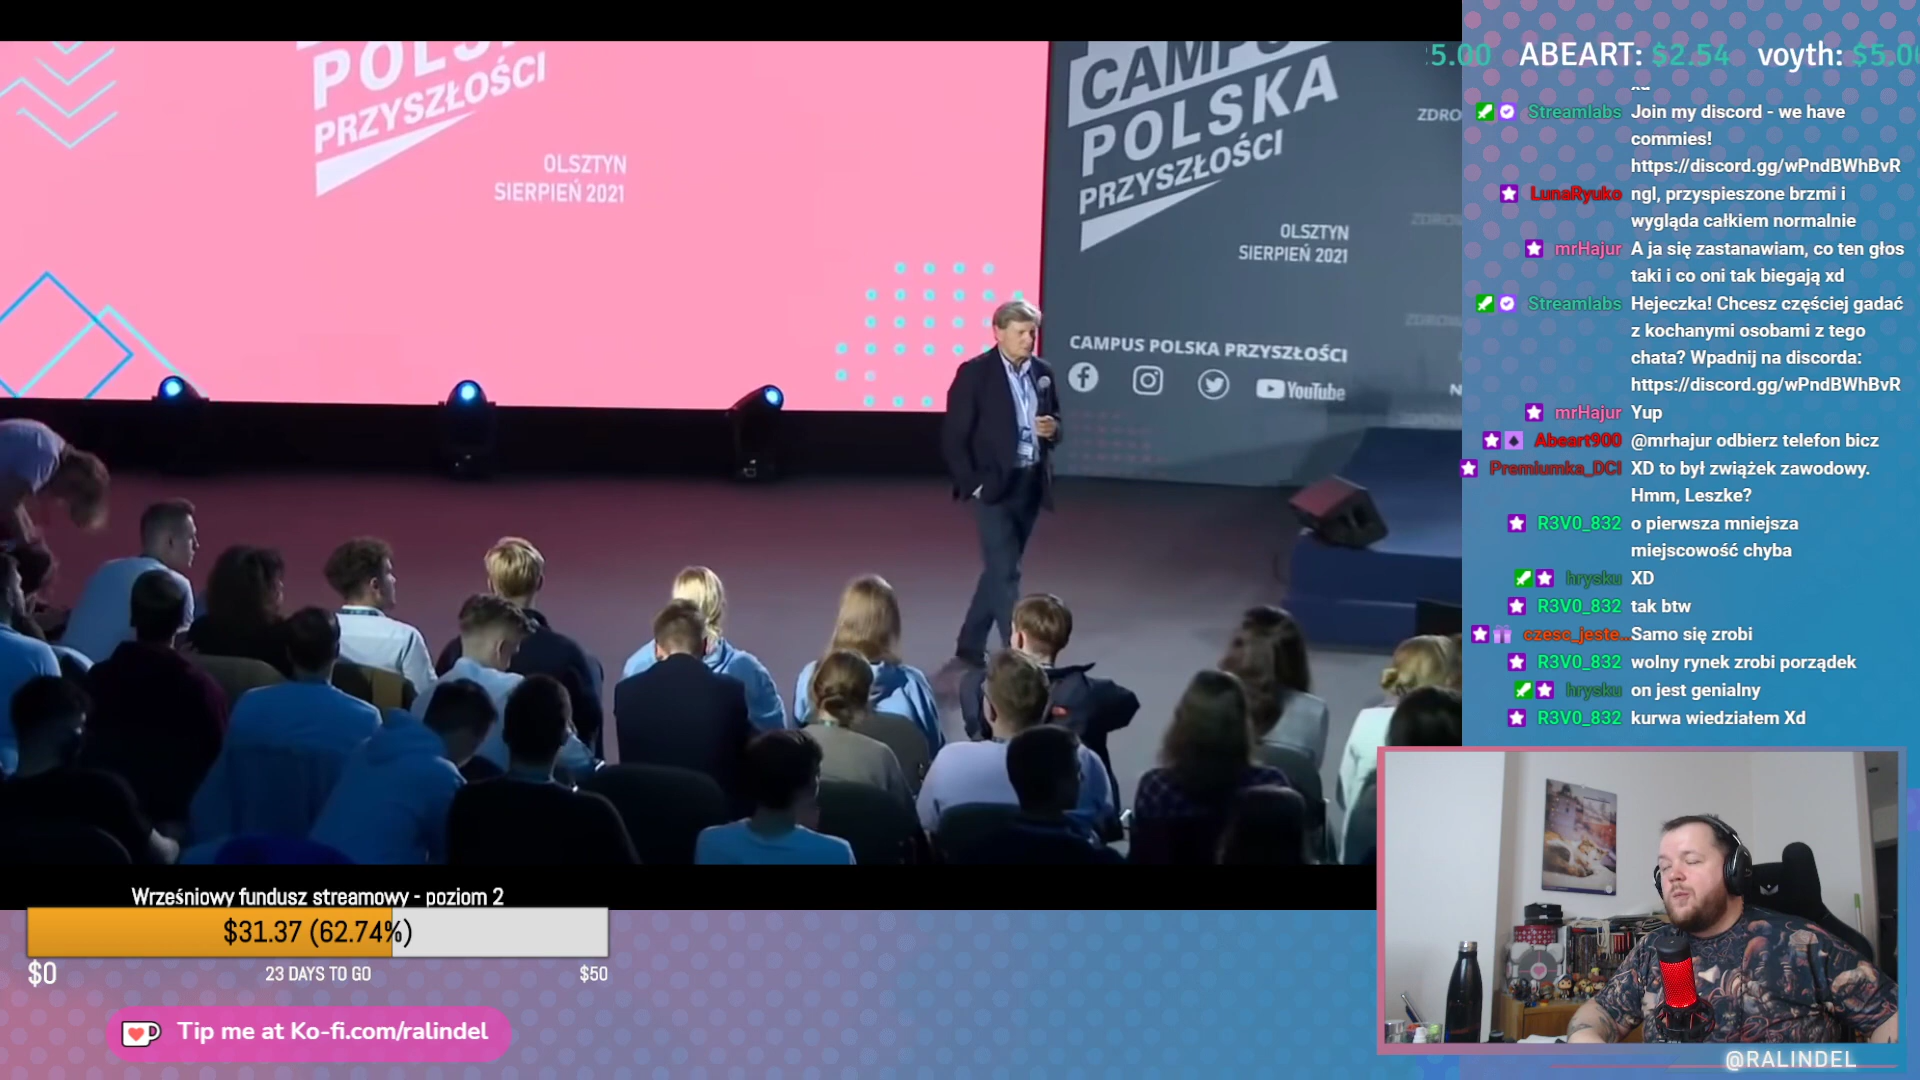 PRZYSZŁOŚCI
OLSZTYN
SIERPIEŃ 2021
CAMPUS
POLSKA
PRZYSZŁOŚCI
OLSZTYN
SIERPIEŃ 2021
CAMPUS POLSKA PRZYSZŁOŚCI
YouTube
ABEART: $2.54 voyth:
Streamlabs Join my discord - we have
commies!
https://discord.gg/wPndBWhBvR
LunaRyuko ngl, przyspieszone brzmi i
wygląda całkiem normalnie
mrHajur A ja się zastanawiam, co ten głos
taki i co oni tak biegają xd
Streamlabs Hejeczka! Chcesz częściej gadać
z kochanymi osobami z tego
chata? Wpadnij na discorda:
https://discord.gg/wPndBWhBvR
mrHajur Yup
Abeart900 @mrhajur odbierz telefon bicz
Premiumka_DCI XD to był związek zawodowy.
Hmm, Leszke?
R3V0_832 o pierwsza mniejsza
miejscowość chyba
hrysku XD
R3V0_832 tak btw
czesc_jeste... Samo się zrobi
R3V0_832 wolny rynek zrobi porządek
hrysku on jest genialny
R3V0_832 kurwa wiedziałem Xd
Wrześniowy fundusz streamowy - poziom 2
$31.37 (62.74%)
$0 23 DAYS TO GO $50
Tip me at Ko-fi.com/ralindel
@RALINDEL